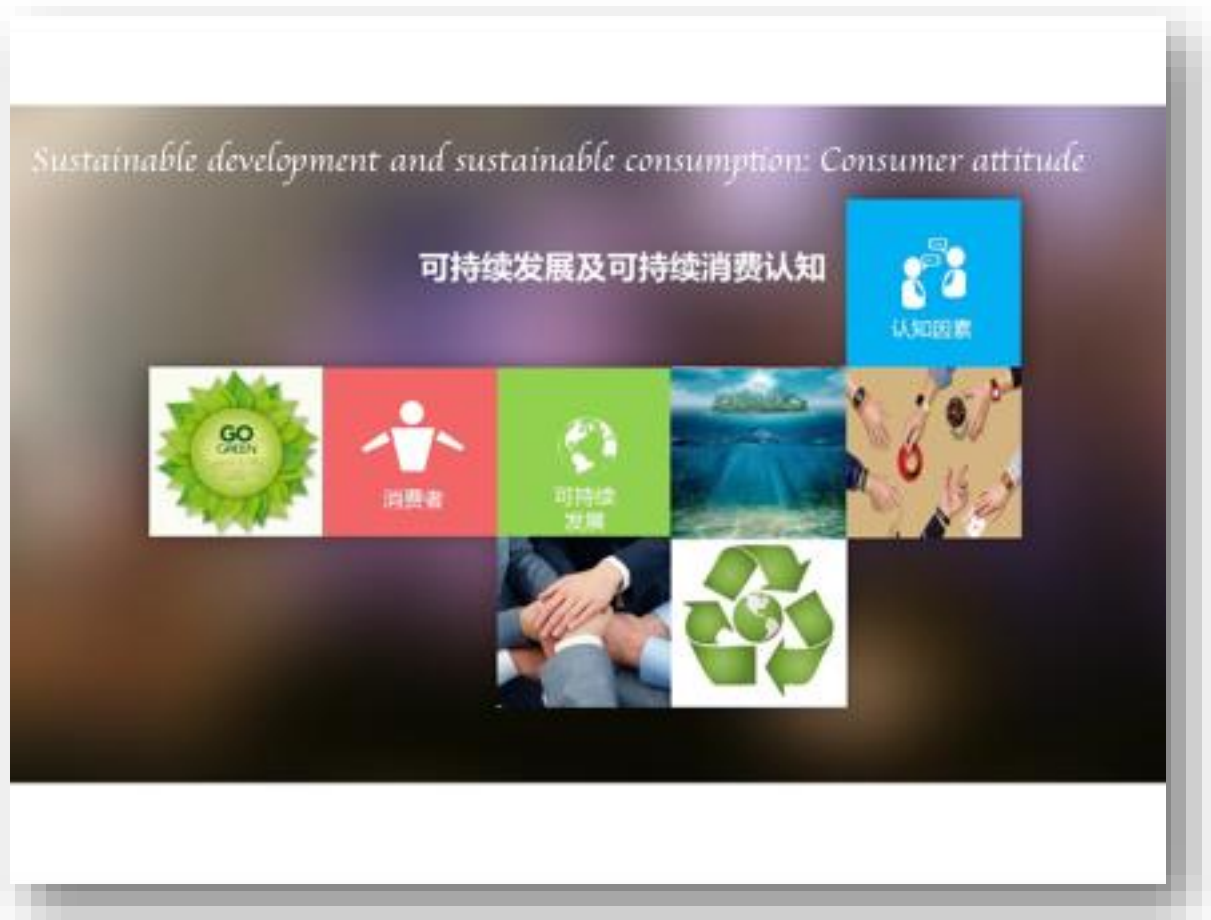 Sustainable development and sustainable consumption: Consumer attitude
可持续发展及可持续消费认知
认知因素
GO
GREEN
消费者
可持续
发展